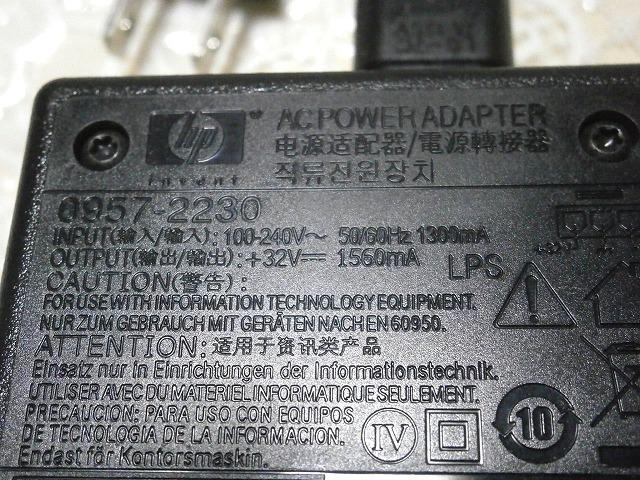 hp
invent
AC POWER ADAPTER
电源适配器/電源轉接器
직류전원장치
0957-2230
INPUT(输入/輸入): 100-240V~ 50/60Hz 1300mA
OUTPUT(输出/輸出): +32V⎓ 1560mA
LPS
CAUTION(警告):
FOR USE WITH INFORMATION TECHNOLOGY EQUIPMENT.
NUR ZUM GEBRAUCH MIT GERÄTEN NACH EN 60950.
ATTENTION: 适用于资讯类产品
Einsatz nur in Einrichtungen der Informationstechnik.
UTILISER AVEC DU MATERIEL INFORMATIQUE SEULEMENT.
PRECAUCION: PARA USO CON EQUIPOS
DE TECNOLOGIA DE LA INFORMACION.
Endast för Kontorsmaskin.
IV
10